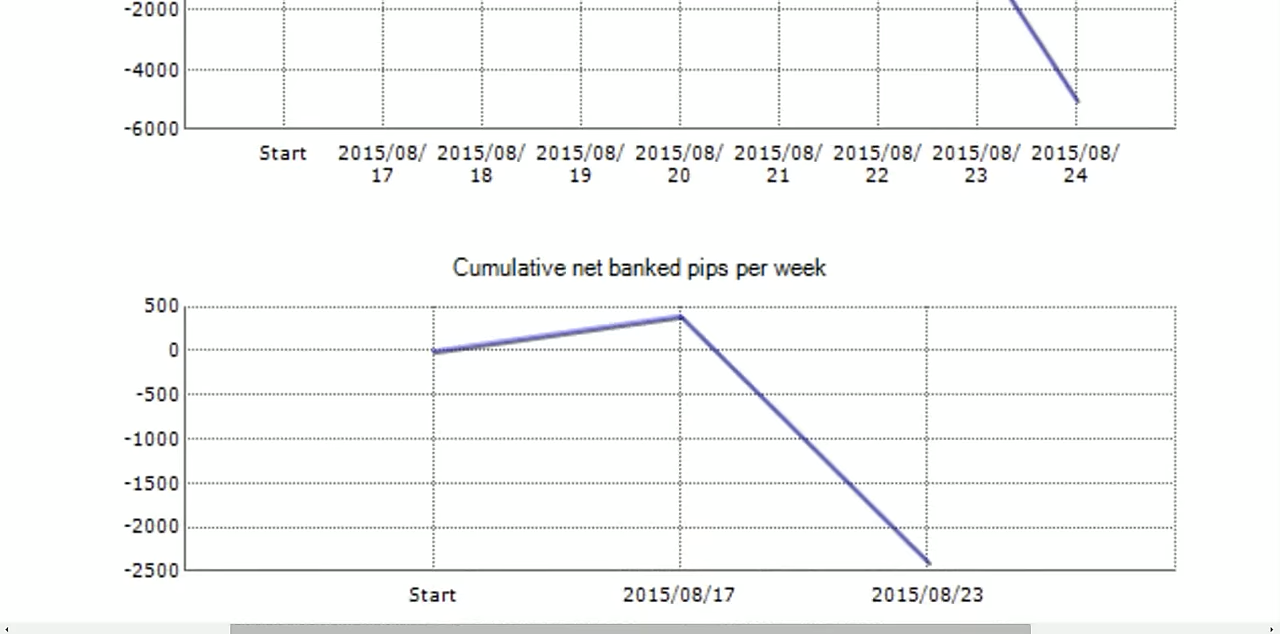 -2000
-4000
-6000
Start 2015/08/ 2015/08/ 2015/08/ 2015/08/ 2015/08/ 2015/08/ 2015/08/ 2015/08/
17 18 19 20 21 22 23 24
Cumulative net banked pips per week
500
0
-500
-1000
-1500
-2000
-2500
Start 2015/08/17 2015/08/23